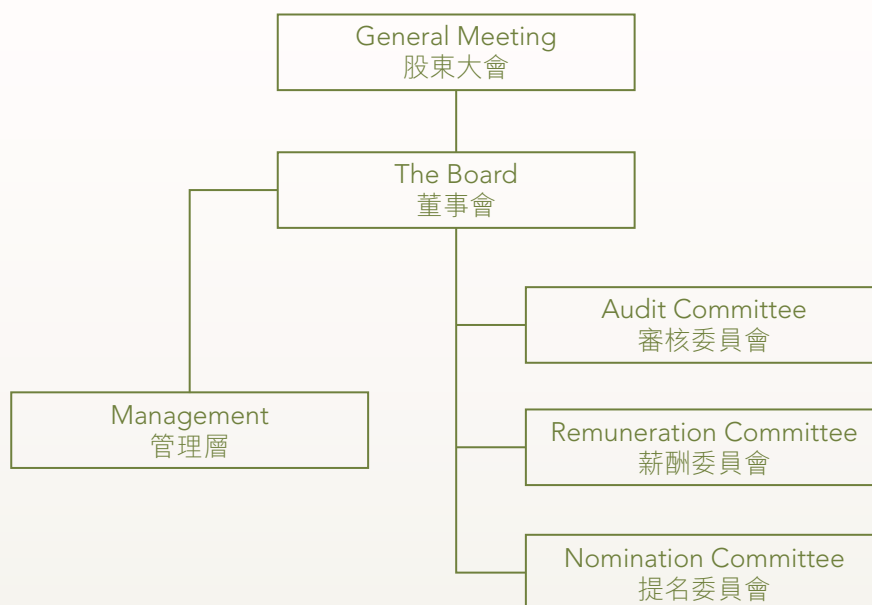 General Meeting
股東大會
The Board
董事會
Audit Committee
審核委員會
Management
管理層
Remuneration Committee
薪酬委員會
Nomination Committee
提名委員會